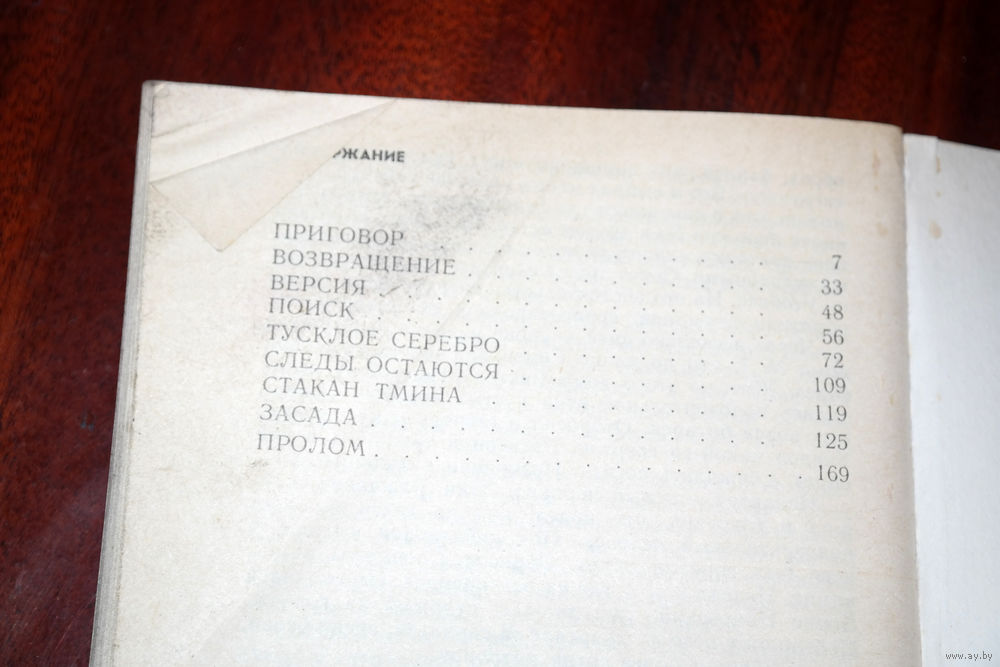 ЖАНИЕ
ПРИГОВОР . . . . . . . . . . . . 7
ВОЗВРАЩЕНИЕ . . . . . . . . . . 33
ВЕРСИЯ . . . . . . . . . . . . . 48
ПОИСК . . . . . . . . . . . . . 56
ТУСКЛОЕ СЕРЕБРО . . . . . . . . 72
СЛЕДЫ ОСТАЮТСЯ . . . . . . . . 109
СТАКАН ТМИНА . . . . . . . . . 119
ЗАСАДА . . . . . . . . . . . . . 125
ПРОЛОМ . . . . . . . . . . . . . 169
www.ay.by